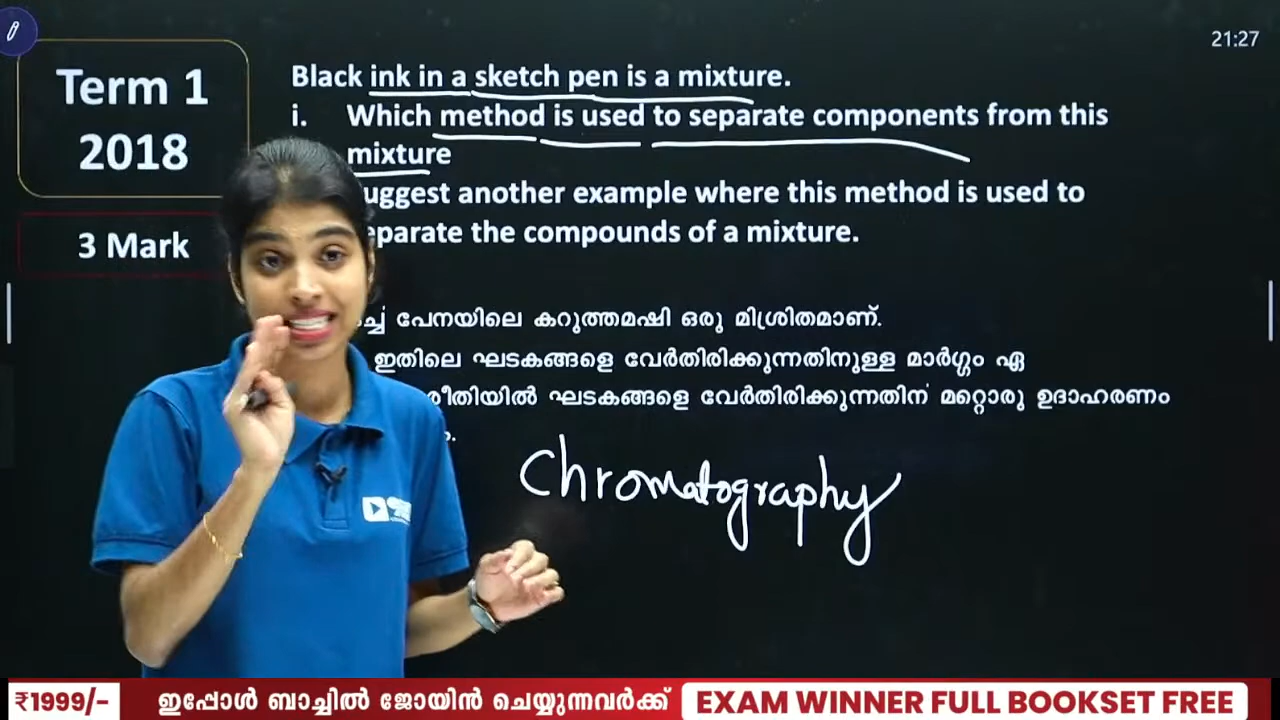 21:27
Term 1
2018
3 Mark
Black ink in a sketch pen is a mixture.
i. Which method is used to separate components from this
mixture
another example where this method is used to
the compounds of a mixture.
പേനയിലെ കറുത്തമഷി ഒരു മിശ്രിതമാണ്.
ഇതിലെ ഘടകങ്ങളെ വേർതിരിക്കുന്നതിനുള്ള മാർഗ്ഗം ഏ
ഘടകങ്ങളെ വേർതിരിക്കുന്നതിന് മറ്റൊരു ഉദാഹരണം
Chromatography
₹1999/- ഇപ്പോൾ ബാച്ചിൽ ജോയിൻ ചെയ്യുന്നവർക്ക് EXAM WINNER FULL BOOKSET FREE